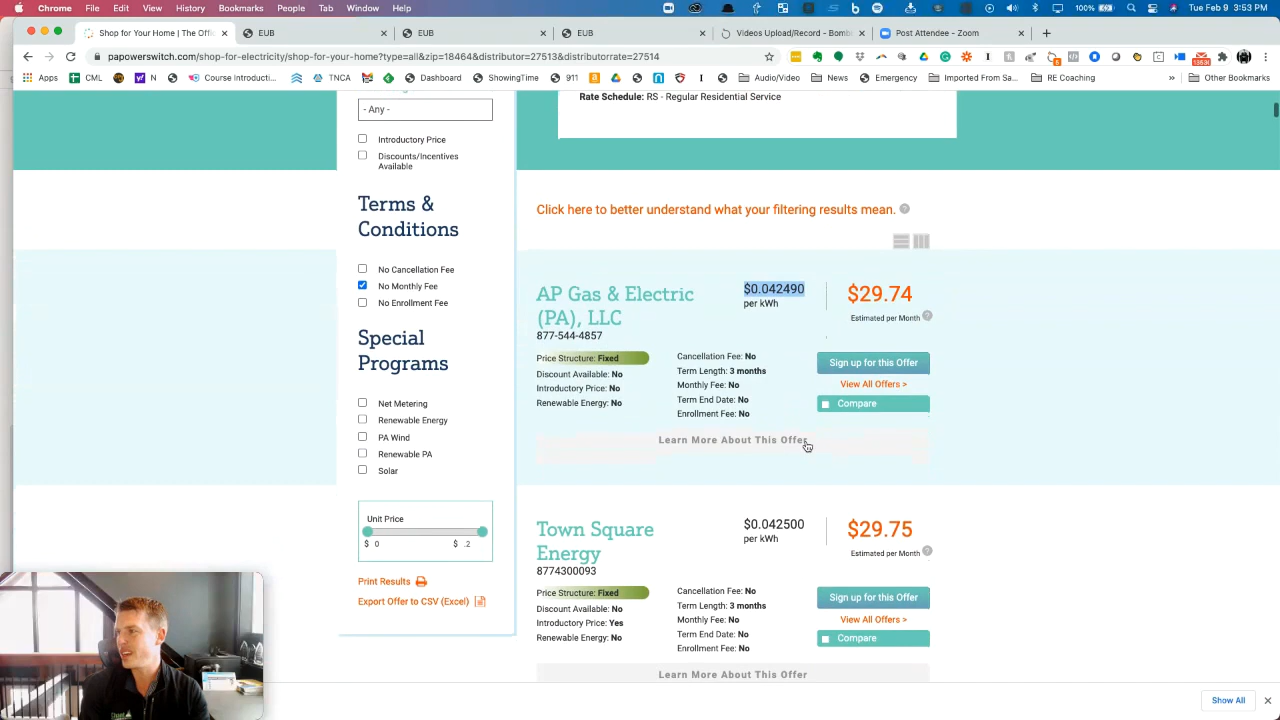 Chrome File Edit View History Bookmarks People Tab Window Help 100% Tue Feb 9 3:53 PM
Shop for Your Home | The Offi
EUB
EUB
EUB
Videos Upload/Record - Bomb
Post Attendee - Zoom
papowerswitch.com/shop-for-electricity/shop-for-your-home?type=all&zip=18464&distributor=27513&distributorrate=27514
Apps CML N Course Introducti... TNCA Dashboard ShowingTime 911 Audio/Video News Emergency Imported From Sa... RE Coaching » Other Bookmarks
- Any -
Introductory Price
Discounts/Incentives
Available
Terms &
Conditions
No Cancellation Fee
No Monthly Fee
No Enrollment Fee
Special
Programs
Net Metering
Renewable Energy
PA Wind
Renewable PA
Solar
Unit Price
$ 0 $ .2
Print Results
Export Offer to CSV (Excel)
Rate Schedule: RS - Regular Residential Service
Click here to better understand what your filtering results mean. ?
AP Gas & Electric
(PA), LLC
877-544-4857
$0.042490
per kWh
$29.74
Estimated per Month ?
Price Structure: Fixed
Discount Available: No
Introductory Price: No
Renewable Energy: No
Cancellation Fee: No
Term Length: 3 months
Monthly Fee: No
Term End Date: No
Enrollment Fee: No
Sign up for this Offer
View All Offers >
Compare
Learn More About This Offer
Town Square
Energy
8774300093
$0.042500
per kWh
$29.75
Estimated per Month ?
Price Structure: Fixed
Discount Available: No
Introductory Price: Yes
Renewable Energy: No
Cancellation Fee: No
Term Length: 3 months
Monthly Fee: No
Term End Date: No
Enrollment Fee: No
Sign up for this Offer
View All Offers >
Compare
Learn More About This Offer
Show All